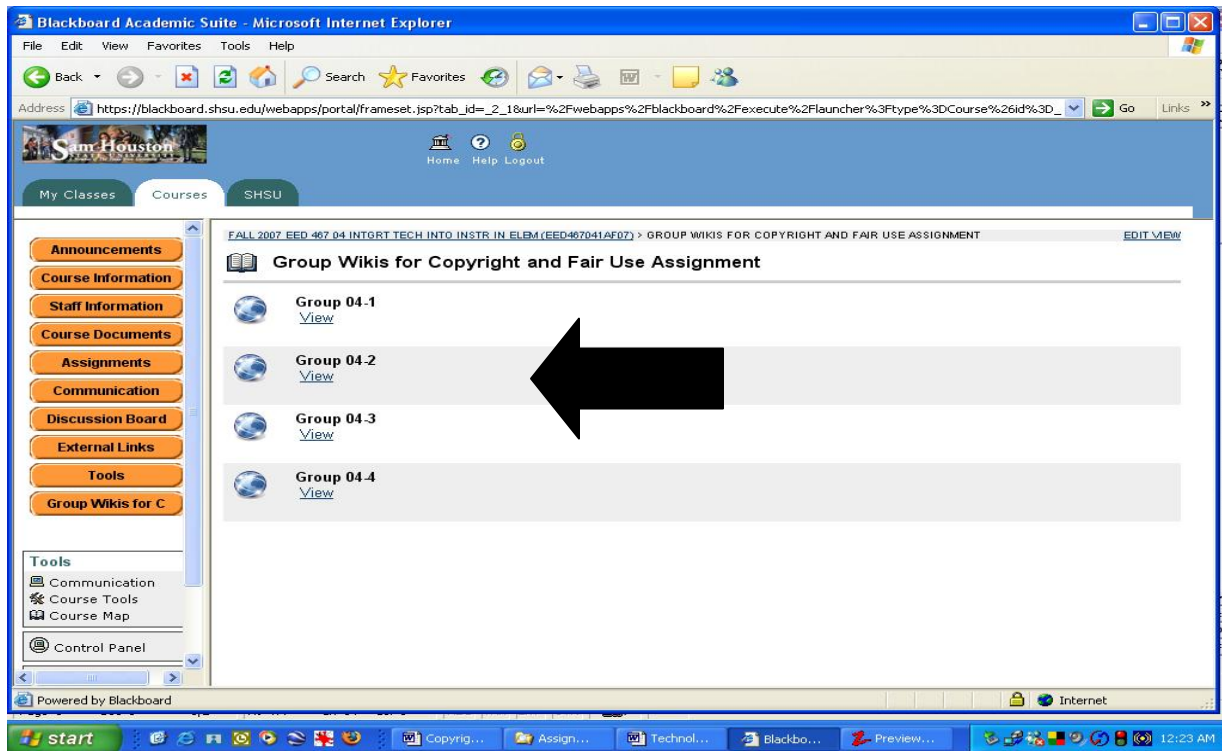 Blackboard Academic Suite - Microsoft Internet Explorer
File Edit View Favorites Tools Help
Back Search Favorites
Address https://blackboard.shsu.edu/webapps/portal/frameset.jsp?tab_id=_2_1&url=%2Fwebapps%2Fblackboard%2Fexecute%2Flauncher%3Ftype%3DCourse%26id%3D_ Go Links »
Sam Houston
STATE UNIVERSITY
Home Help Logout
My Classes Courses SHSU
FALL 2007 EED 467 04 INTGRT TECH INTO INSTR IN ELEM (EED467041AF07) > GROUP WIKIS FOR COPYRIGHT AND FAIR USE ASSIGNMENT EDIT VIEW
Group Wikis for Copyright and Fair Use Assignment
Announcements
Course Information
Staff Information
Course Documents
Assignments
Communication
Discussion Board
External Links
Tools
Group Wikis for C
Group 04-1
View
Group 04-2
View
Group 04-3
View
Group 04-4
View
Tools
Communication
Course Tools
Course Map
Control Panel
Powered by Blackboard Internet
start Copyrig... Assign... Technol... Blackbo... Preview... 12:23 AM